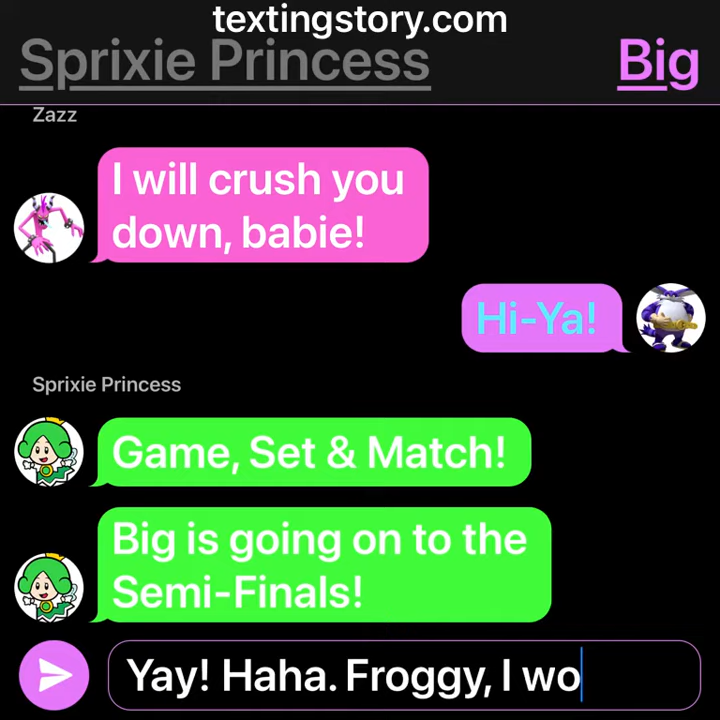 textingstory.com
Sprixie Princess
Big
Zazz
I will crush you
down, babie!
Hi-Ya!
Sprixie Princess
Game, Set & Match!
Big is going on to the
Semi-Finals!
Yay! Haha. Froggy, I wo